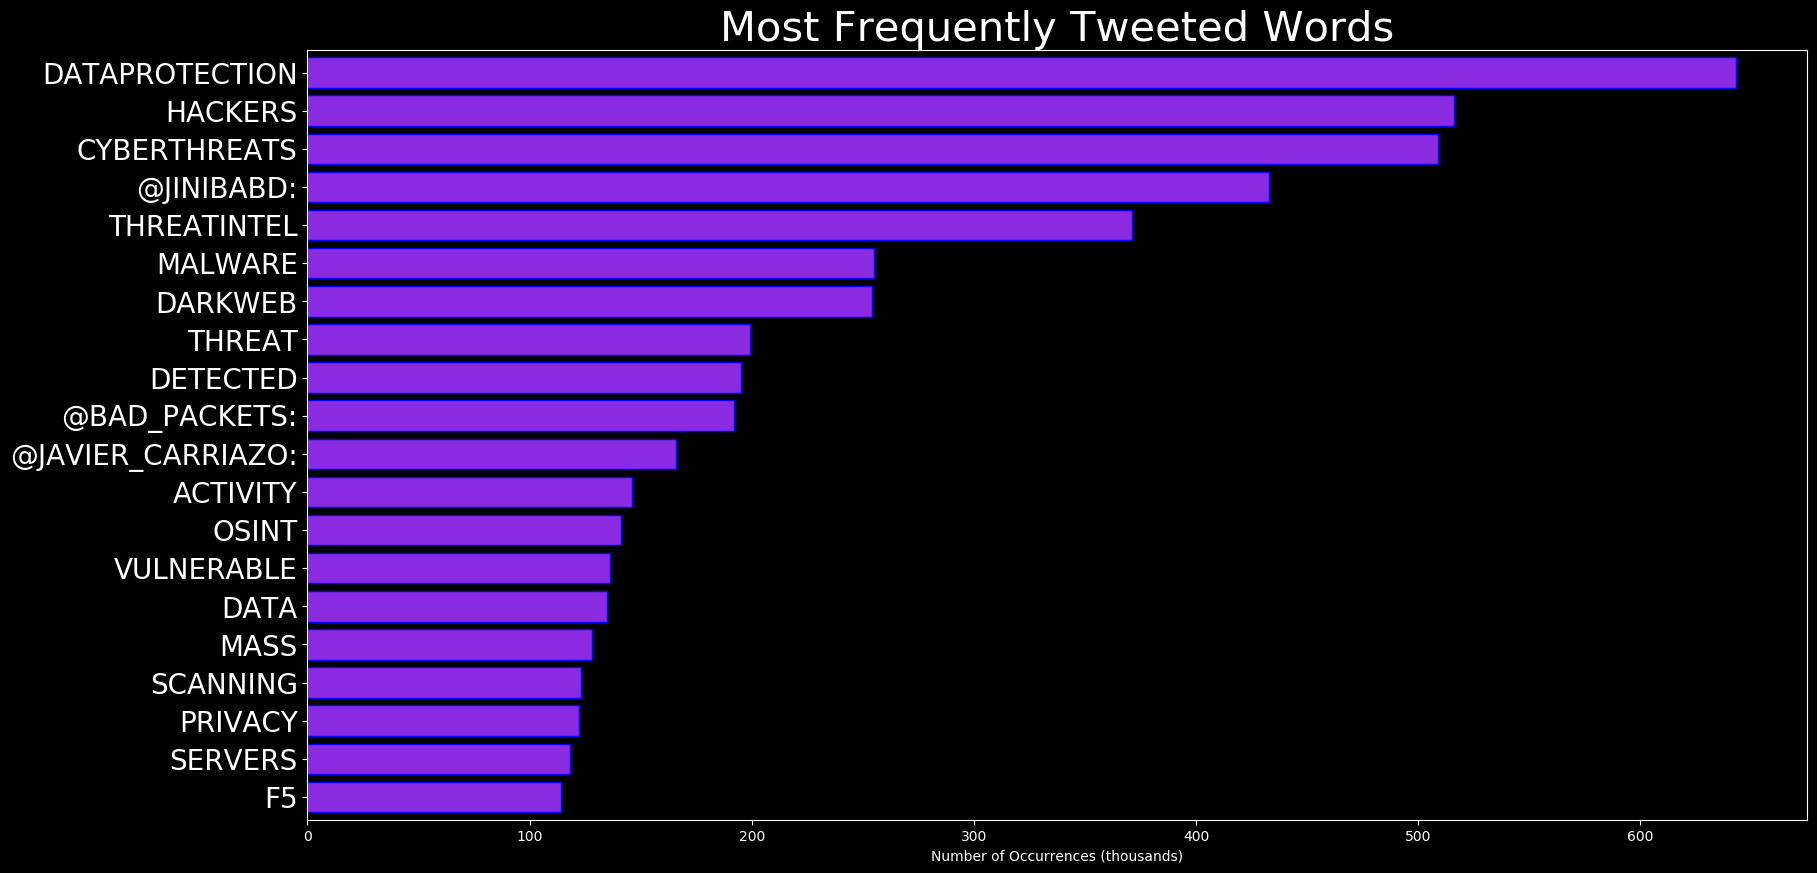 Most Frequently Tweeted Words
DATAPROTECTION
HACKERS
CYBERTHREATS
@JINIBABD:
THREATINTEL
MALWARE
DARKWEB
THREAT
DETECTED
@BAD_PACKETS:
@JAVIER_CARRIAZO:
ACTIVITY
OSINT
VULNERABLE
DATA
MASS
SCANNING
PRIVACY
SERVERS
F5
0 100 200 300 400 500 600
Number of Occurrences (thousands)